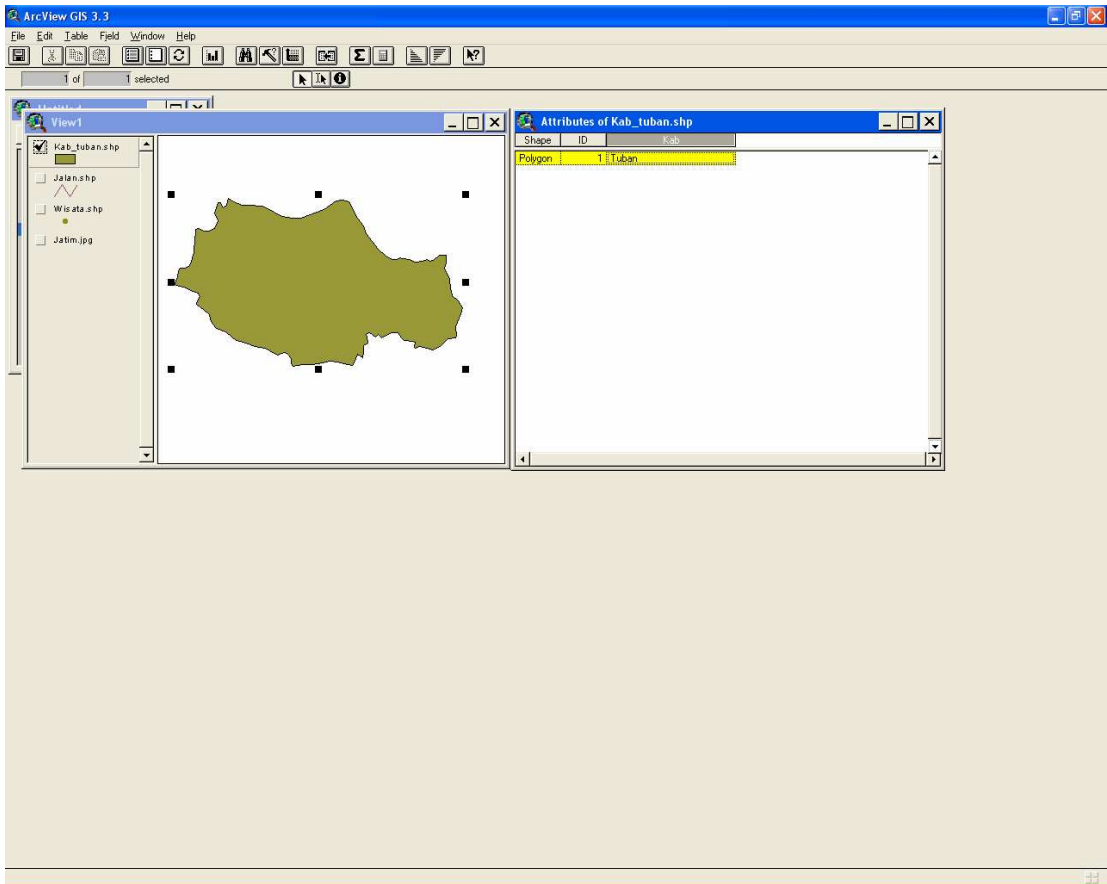 ArcView GIS 3.3
File Edit Table Field Window Help
1 of 1 selected
Untitled
View1
Kab_tuban.shp
Jalan.shp
Wisata.shp
Jatim.jpg
Attributes of Kab_tuban.shp
Shape ID Kab
Polygon 1 Tuban